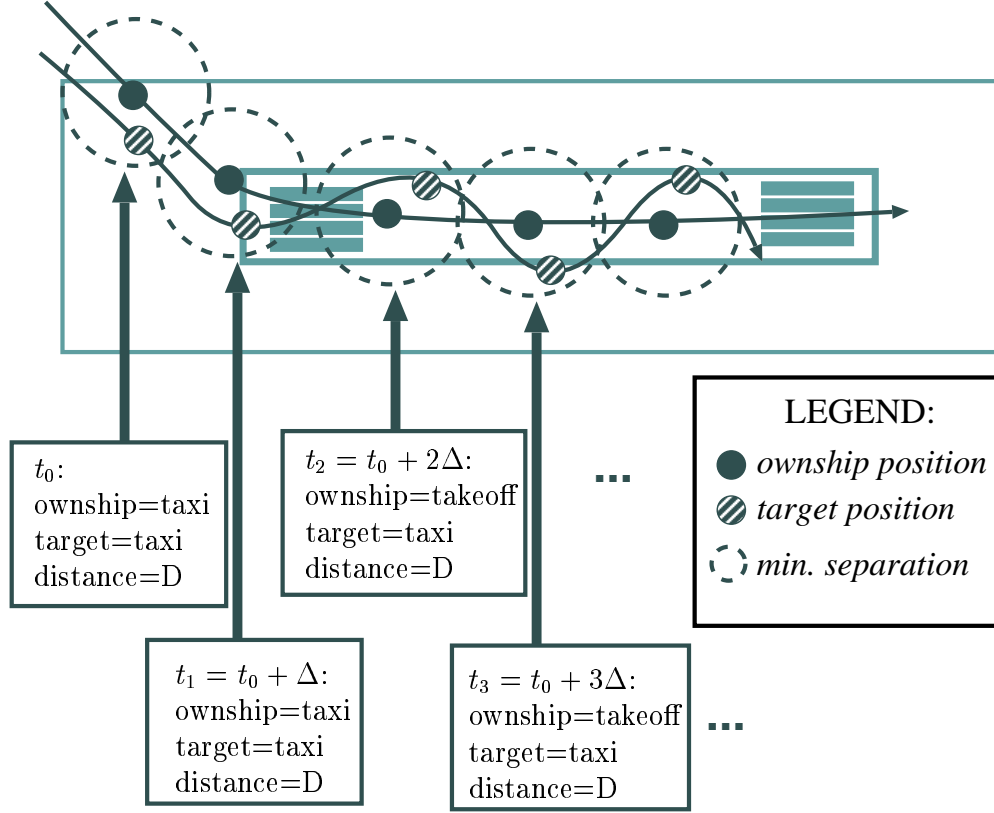 LEGEND:
ownship position
target position
min. separation
t₀:
ownship=taxi
target=taxi
distance=D
t₂ = t₀ + 2Δ:
ownship=takeoff
target=taxi
distance=D
...
t₁ = t₀ + Δ:
ownship=taxi
target=taxi
distance=D
t₃ = t₀ + 3Δ:
ownship=takeoff
target=taxi
distance=D
...